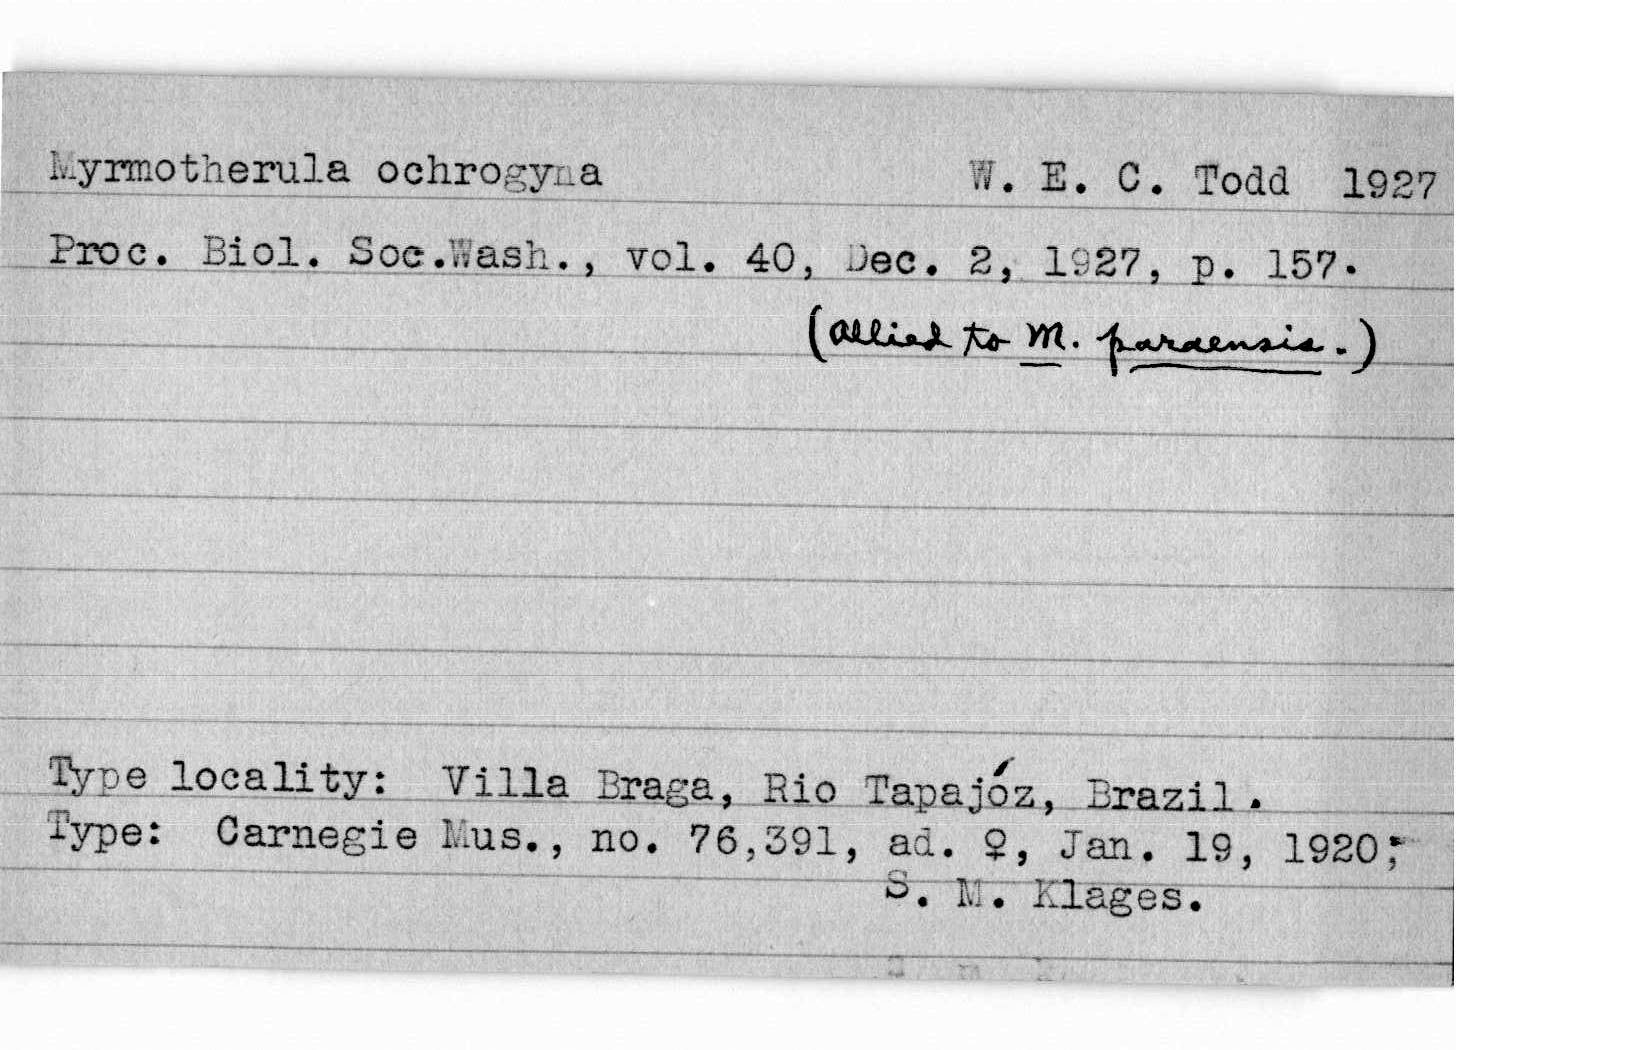 Myrmotherula ochrogyna W. E. C. Todd 1927
Proc. Biol. Soc.Wash., vol. 40, Dec. 2, 1927, p. 157.
(allied to M. paraensis.)
Type locality: Villa Braga, Rio Tapajóz, Brazil.
Type: Carnegie Mus., no. 76,391, ad. ♀, Jan. 19, 1920;
S. M. Klages.